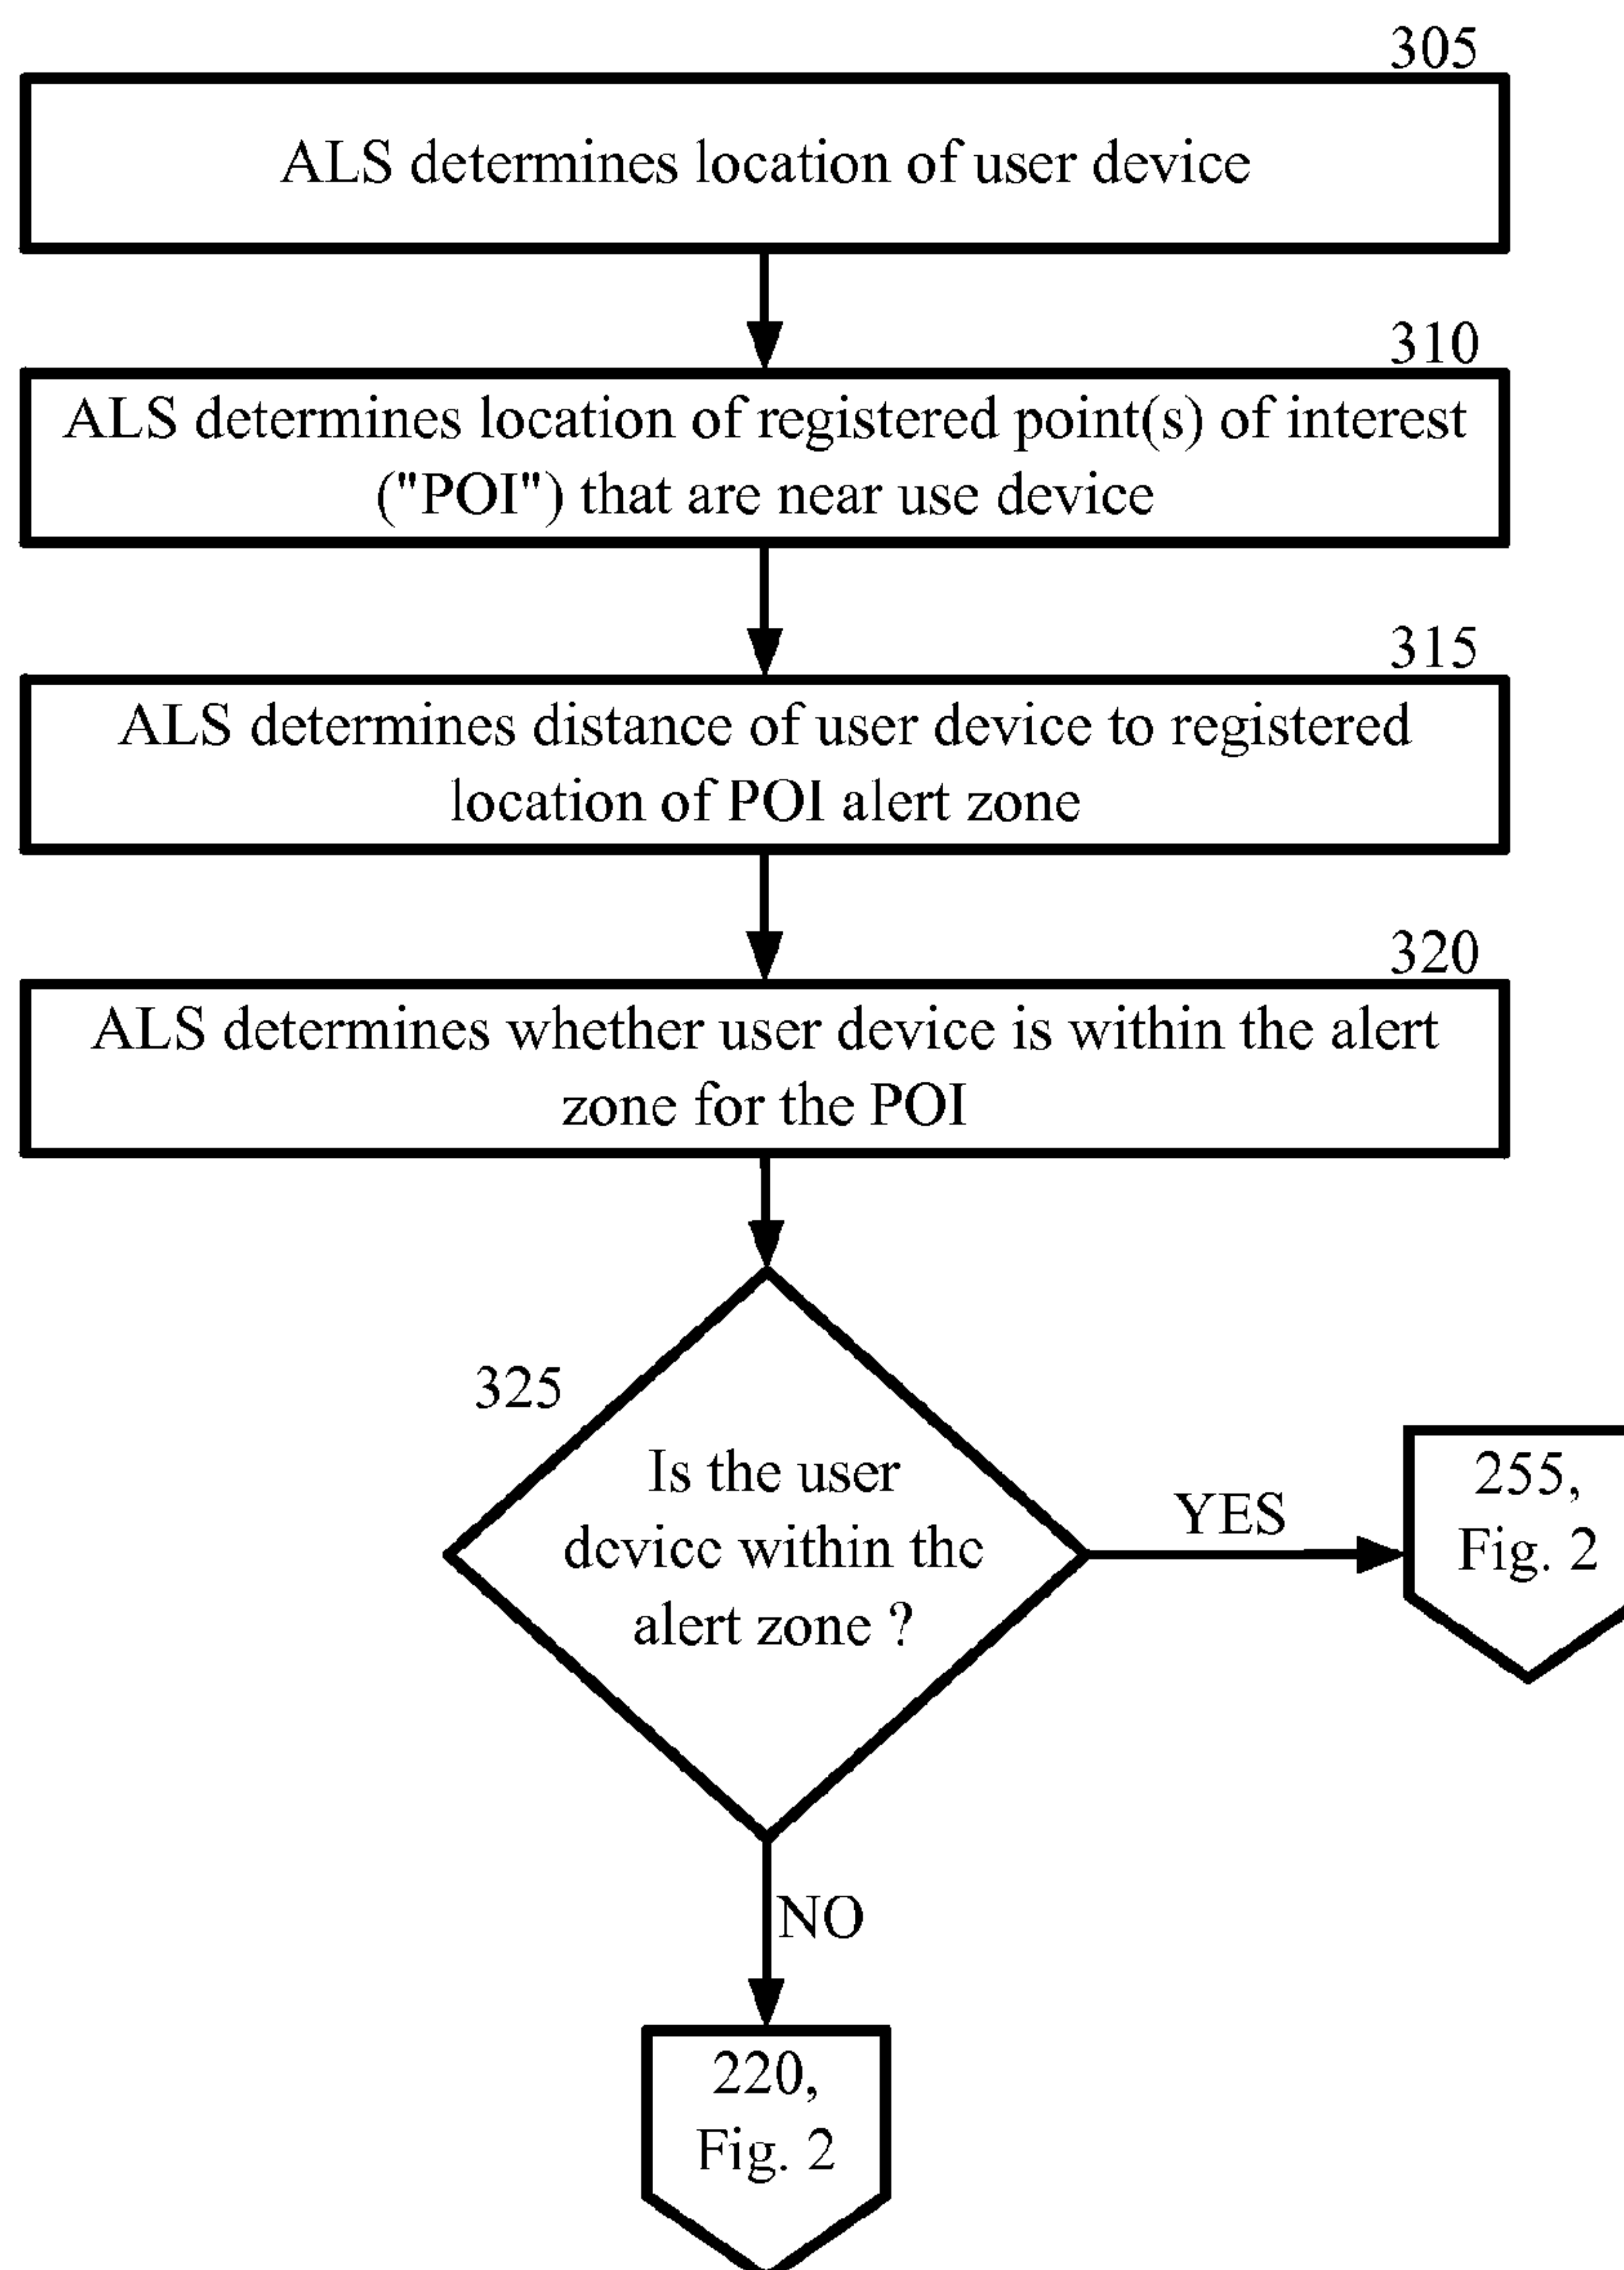 305
ALS determines location of user device
310
ALS determines location of registered point(s) of interest
("POI") that are near use device
315
ALS determines distance of user device to registered
location of POI alert zone
320
ALS determines whether user device is within the alert
zone for the POI
325
Is the user
device within the
alert zone ?
YES
255,
Fig. 2
NO
220,
Fig. 2